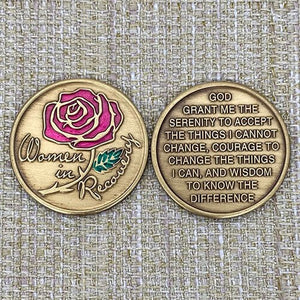 Women
in
Recovery
GOD
GRANT ME THE
SERENITY TO ACCEPT
THE THINGS I CANNOT
CHANGE, COURAGE TO
CHANGE THE THINGS
I CAN, AND WISDOM
TO KNOW THE
DIFFERENCE